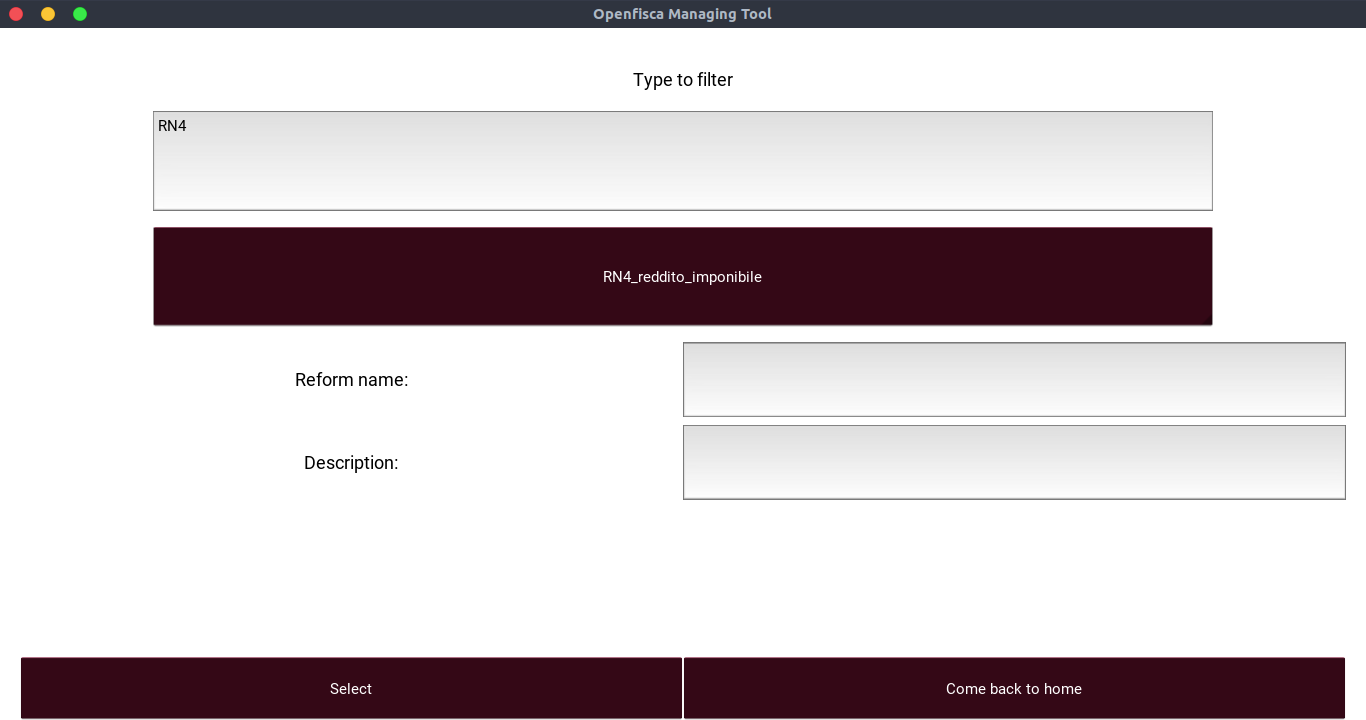 Openfisca Managing Tool
Type to filter
RN4
RN4_reddito_imponibile
Reform name:
Description:
Select
Come back to home